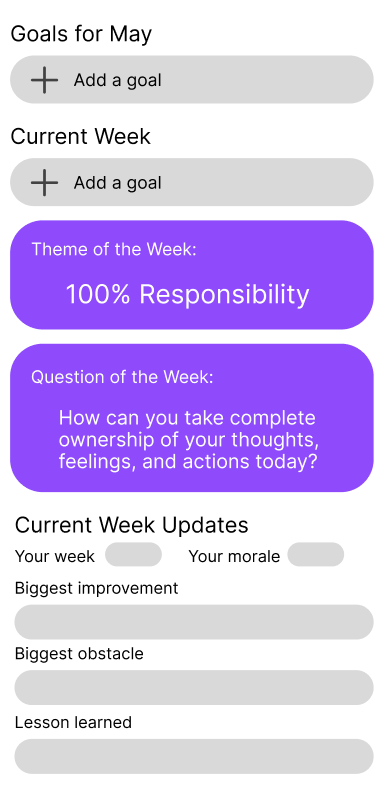 Goals for May
Add a goal
Current Week
Add a goal
Theme of the Week:
100% Responsibility
Question of the Week:
How can you take complete
ownership of your thoughts,
feelings, and actions today?
Current Week Updates
Your week Your morale
Biggest improvement
Biggest obstacle
Lesson learned